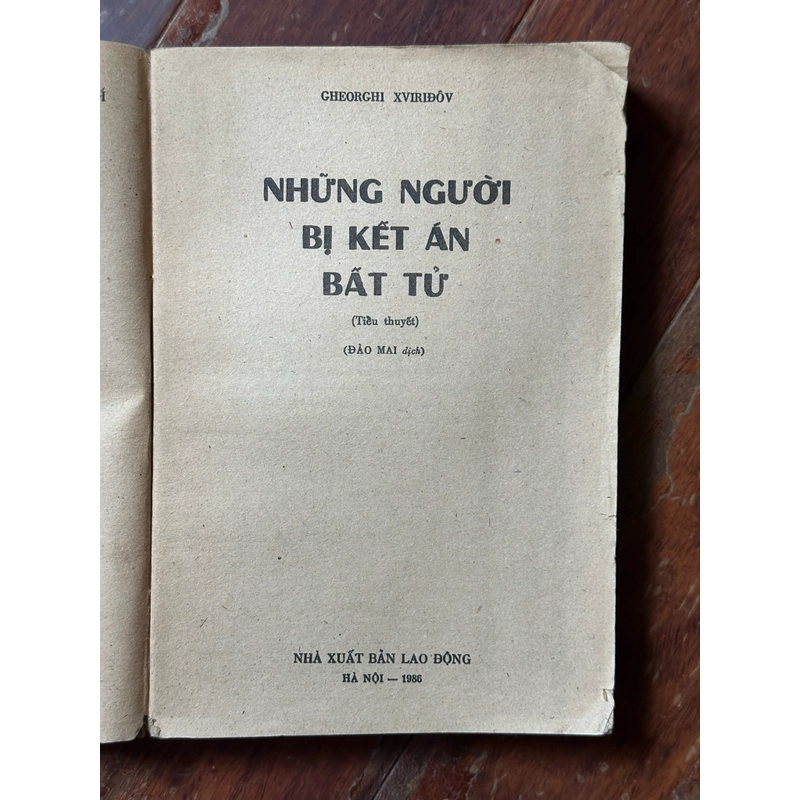 GHEORGHI XVIRIĐÔV
NHỮNG NGƯỜI
BỊ KẾT ÁN
BẤT TỬ
(Tiểu thuyết)
(ĐÀO MAI dịch)
NHÀ XUẤT BẢN LAO ĐỘNG
HÀ NỘI — 1986